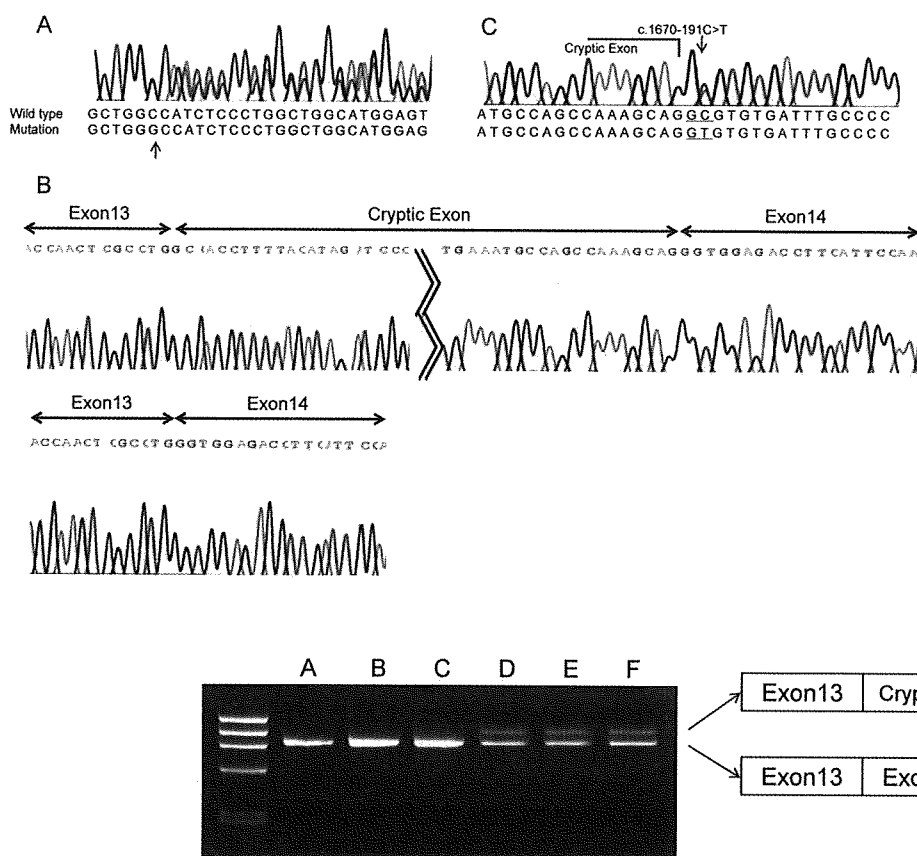 A
Wild type GCTGGCCATCTCCCTGGCTGGCATGGAGT
Mutation GCTGGGCCATCTCCCTGGCTGGCATGGAG
C
c.1670-191C>T
Cryptic Exon
ATGCCAGCCAAAGCAGGCGTGTGATTTGCCCC
ATGCCAGCCAAAGCAGGTGTGTGATTTGCCCC
B
Exon13 Cryptic Exon Exon14
TGAAATGCCAGCCAAAGCAGGGTGGAGACCTTCATTCCAA
Exon13 Exon14
A B C D E F
Exon13
Exon13